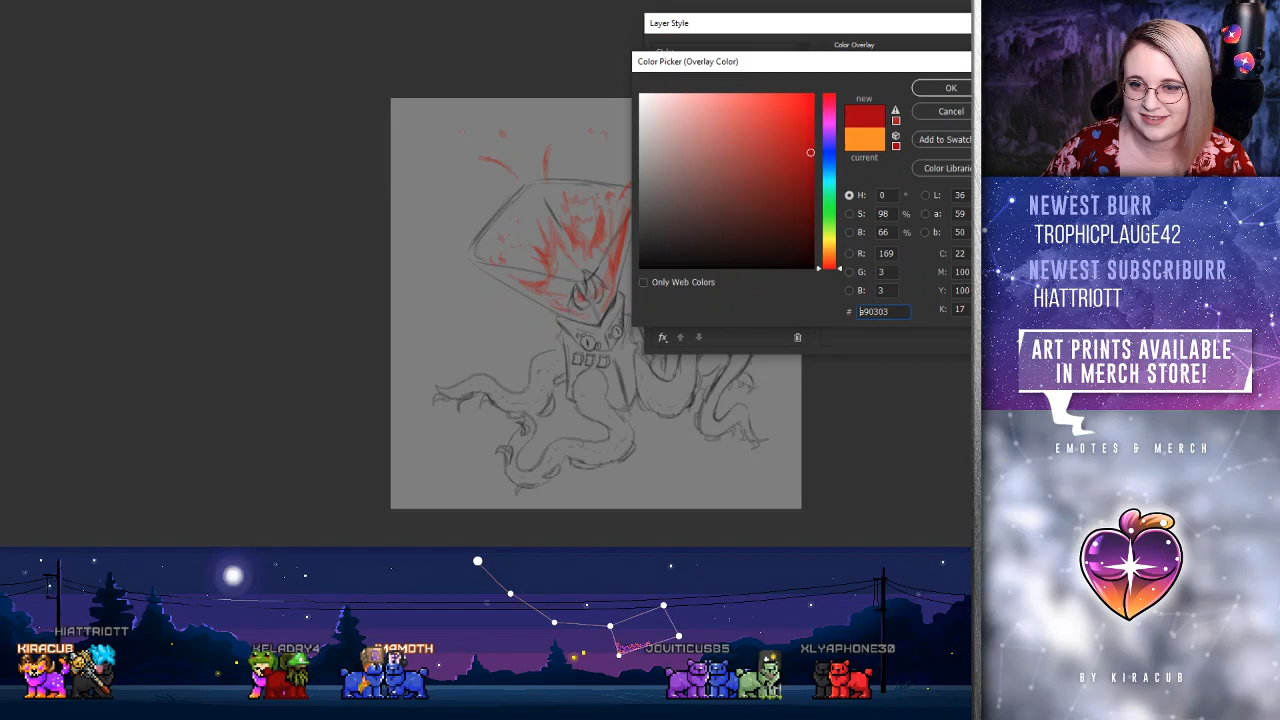 Layer Style
Color Overlay
Color Picker (Overlay Color)
new
OK
Cancel
Add to Swatc
current
Color Librari
H: 0 °
L: 36
S: 98 %
a: 59
B: 66 %
b: 50
R: 169
C: 22
G: 3
M: 100
B: 3
Y: 100
Only Web Colors
# a90303
K: 17
fx
NEWEST BURR
TROPHICPLAUGE42
NEWEST SUBSCRIBURR
HIATTRIOTT
ART PRINTS AVAILABLE
IN MERCH STORE!
EMOTES & MERCH
BY KIRACUB
HIATTRIOTT
KIRACUB
KELADRY4
MAMOTH
JOVITICUS85
XLYAPHONE30